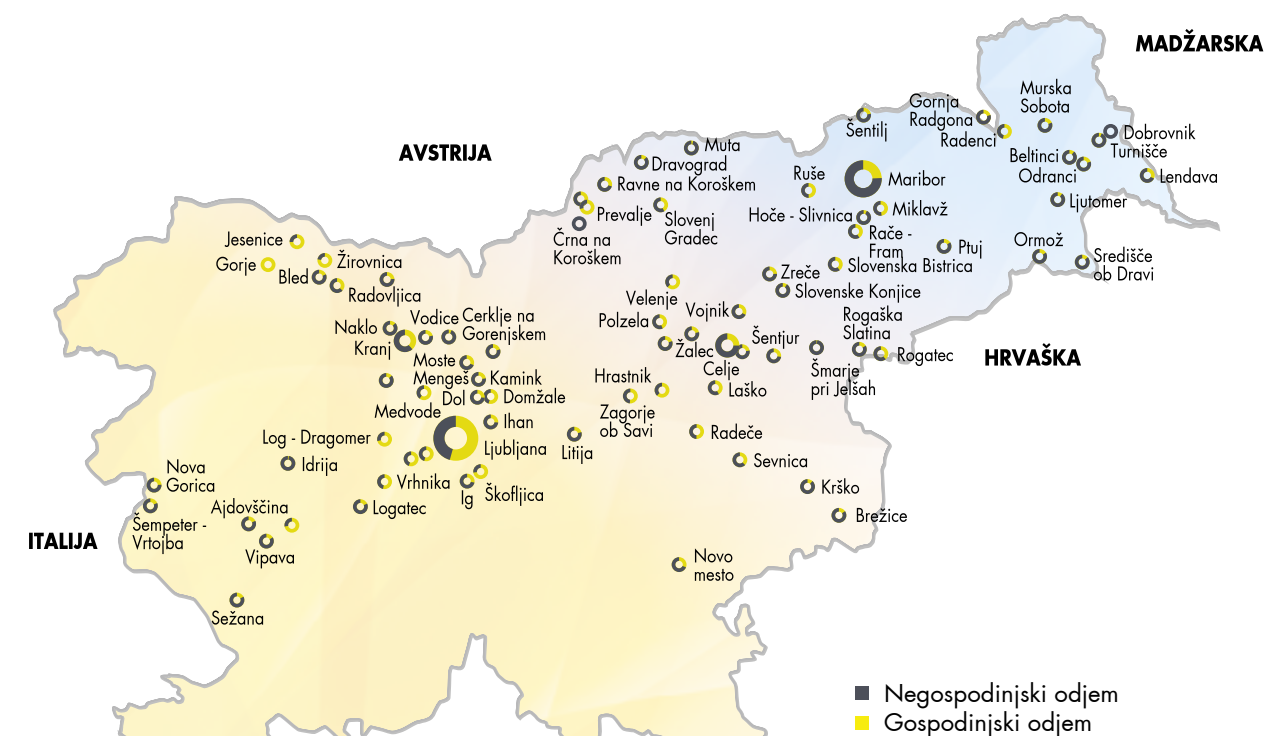 MADŽARSKA
Murska
Sobota
Gornja
Radgona
Šentilj
Radenci
Dobrovnik
Turnišče
Beltinci
Odranci
Lendava
Ljutomer
AVSTRIJA
Muta
Dravograd
Ravne na Koroškem
Prevalje
Slovenj
Gradec
Črna na
Koroškem
Ruše
Maribor
Miklavž
Hoče - Slivnica
Rače -
Fram
Ptuj
Ormož
Središče
ob Dravi
Slovenska Bistrica
Zreče
Slovenske Konjice
Jesenice
Gorje
Žirovnica
Bled
Radovljica
Velenje
Vojnik
Polzela
Rogaška
Slatina
Šentjur
Žalec
Celje
Rogatec
Šmarje
pri Jelšah
HRVAŠKA
Naklo
Kranj
Vodice
Cerklje na
Gorenjskem
Moste
Mengeš
Kamink
Dol
Domžale
Medvode
Ihan
Hrastnik
Zagorje
ob Savi
Laško
Log - Dragomer
Ljubljana
Litija
Radeče
Sevnica
Idrija
Nova
Gorica
Vrhnika
Ig
Škofljica
Krško
Ajdovščina
Logatec
Brežice
Šempeter -
Vrtojba
Vipava
ITALIJA
Novo
mesto
Sežana
Negospodinjski odjem
Gospodinjski odjem